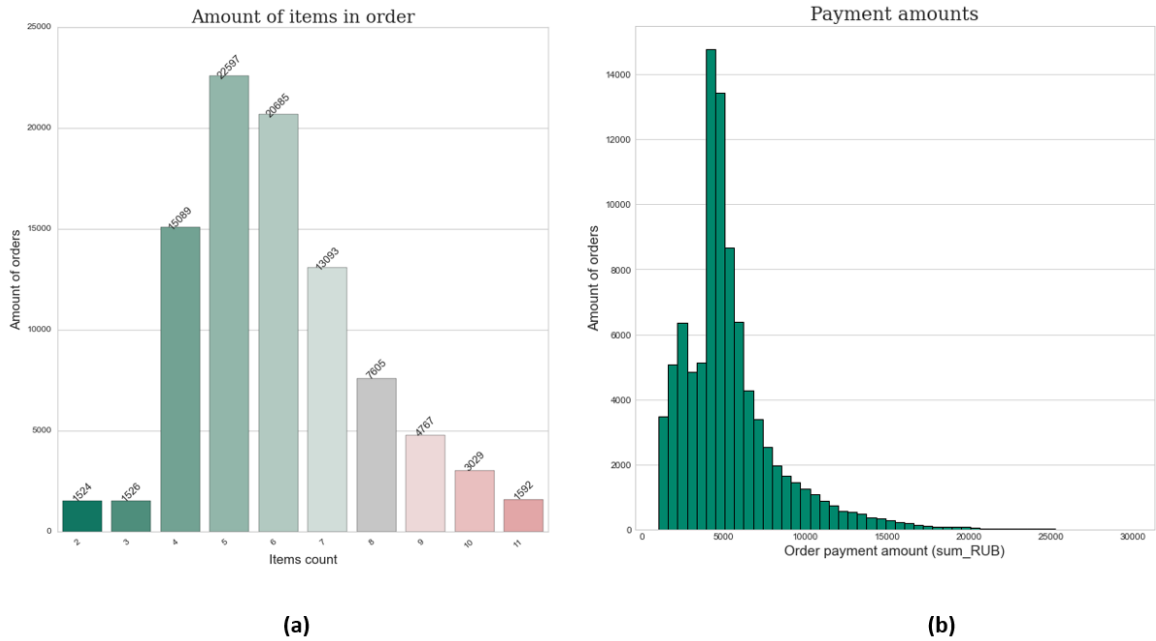 Amount of items in order
25000
20000
15000
10000
5000
0
Amount of orders
1524
1526
15089
22597
20685
13093
7605
4767
3029
1592
2 3 4 5 6 7 8 9 10 11
Items count
(a)
Payment amounts
14000
12000
10000
8000
6000
4000
2000
0
Amount of orders
0 5000 10000 15000 20000 25000 30000
Order payment amount (sum_RUB)
(b)